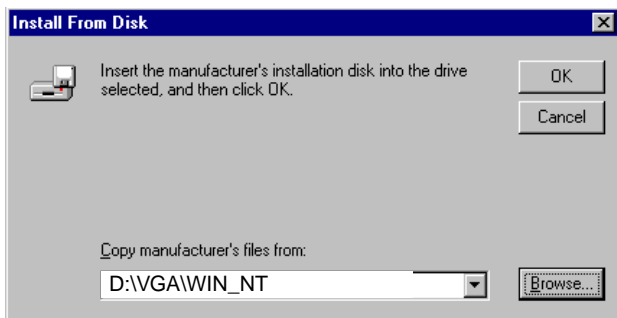 Install From Disk
Insert the manufacturer's installation disk into the drive
selected, and then click OK.
OK
Cancel
Copy manufacturer's files from:
D:\VGA\WIN_NT
Browse...